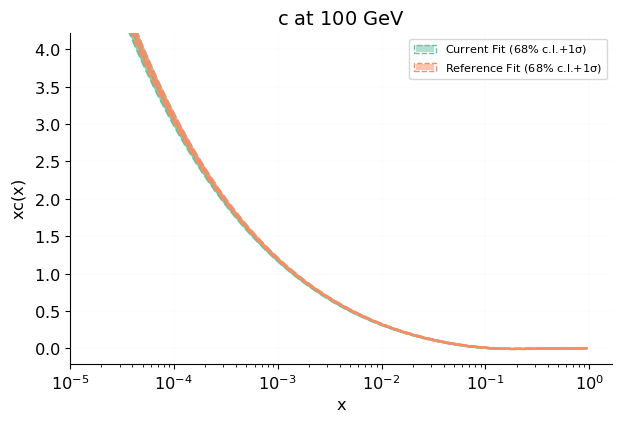 c at 100 GeV
Current Fit (68% c.l.+1σ)
Reference Fit (68% c.l.+1σ)
xc(x)
4.0
3.5
3.0
2.5
2.0
1.5
1.0
0.5
0.0
10⁻⁵ 10⁻⁴ 10⁻³ 10⁻² 10⁻¹ 10⁰
x